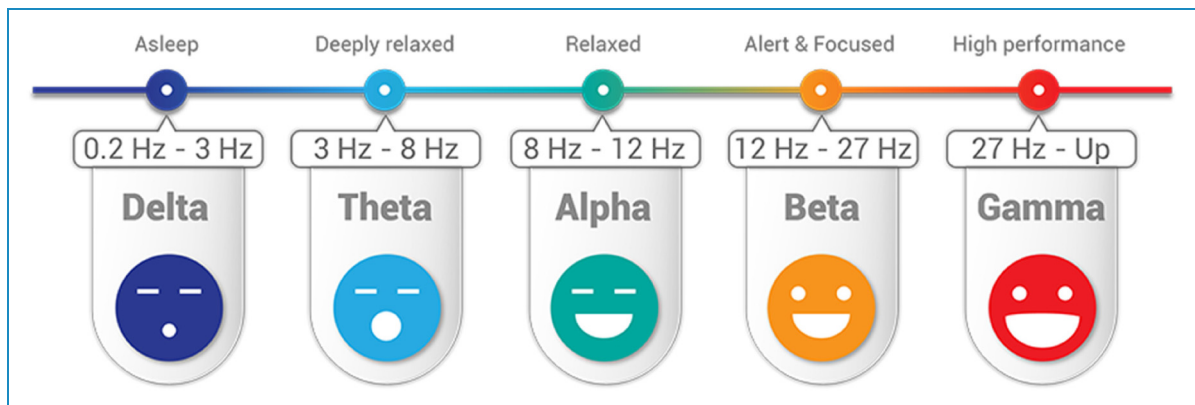 Asleep
Deeply relaxed
Relaxed
Alert & Focused
High performance
0.2 Hz - 3 Hz
3 Hz - 8 Hz
8 Hz - 12 Hz
12 Hz - 27 Hz
27 Hz - Up
Delta
Theta
Alpha
Beta
Gamma